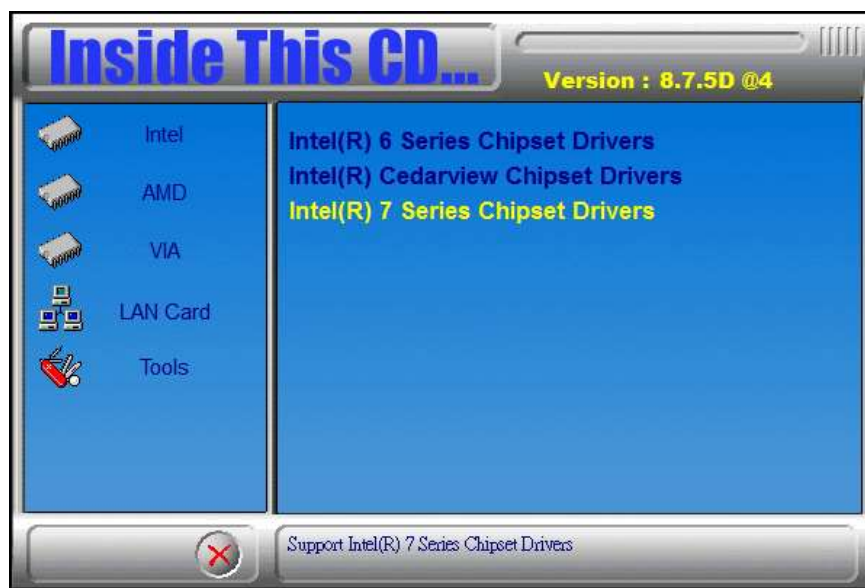 Inside This CD...
Version : 8.7.5D @4
Intel
AMD
VIA
LAN Card
Tools
Intel(R) 6 Series Chipset Drivers
Intel(R) Cedarview Chipset Drivers
Intel(R) 7 Series Chipset Drivers
Support Intel(R) 7 Series Chipset Drivers